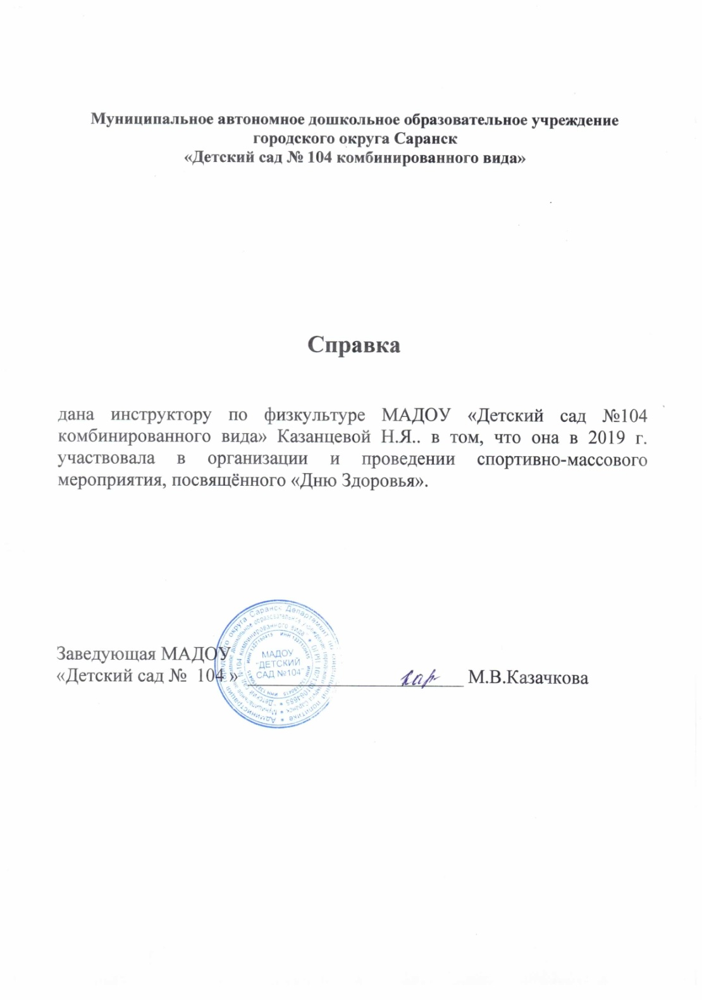 Муниципальное автономное дошкольное образовательное учреждение
городского округа Саранск
«Детский сад № 104 комбинированного вида»
Справка
дана инструктору по физкультуре МАДОУ «Детский сад №104
комбинированного вида» Казанцевой Н.Я.. в том, что она в 2019 г.
участвовала в организации и проведении спортивно-массового
мероприятия, посвящённого «Дню Здоровья».
Заведующая МАДОУ
«Детский сад № 104 » М.В.Казачкова
МАДОУ
"ДЕТСКИЙ
САД №104"